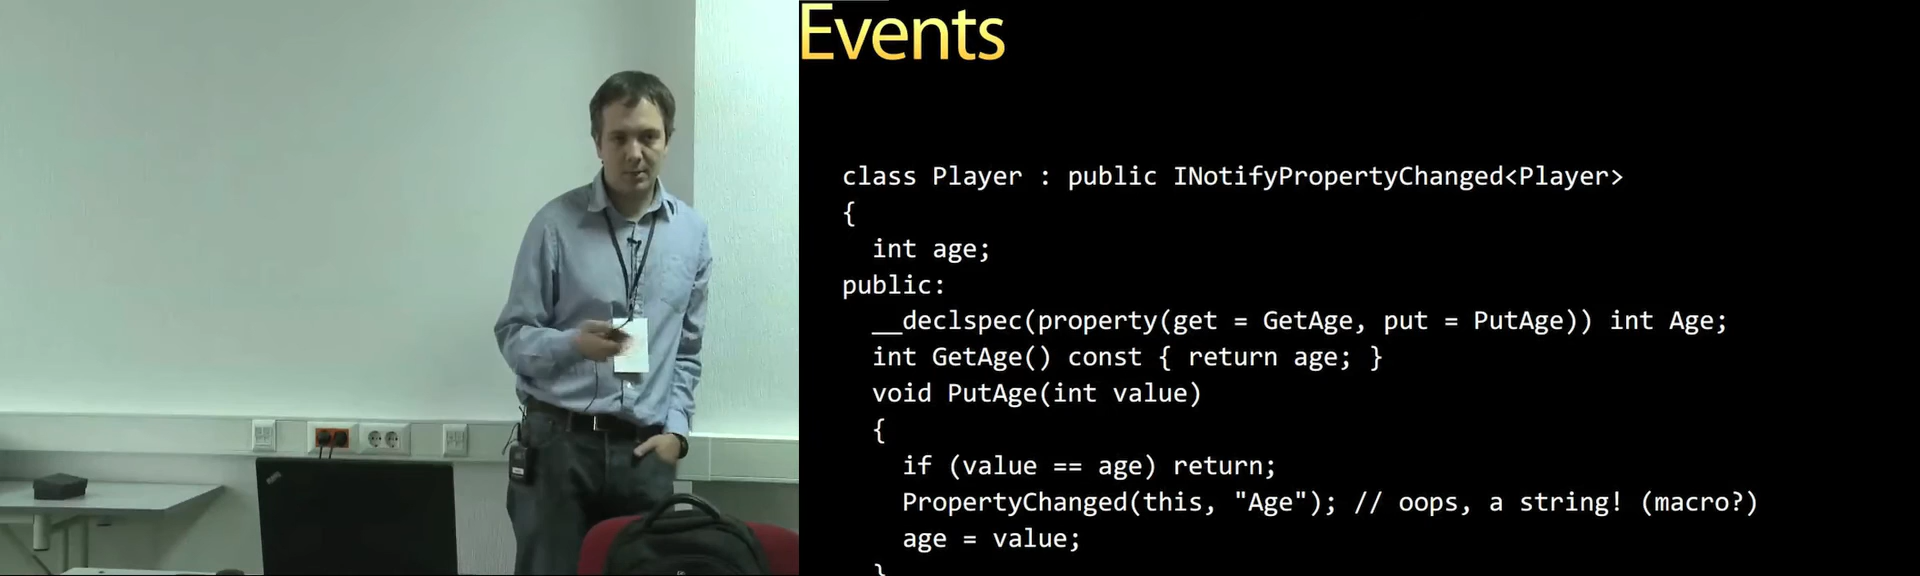 Events
class Player : public INotifyPropertyChanged<Player>
{
int age;
public:
__declspec(property(get = GetAge, put = PutAge)) int Age;
int GetAge() const { return age; }
void PutAge(int value)
{
if (value == age) return;
PropertyChanged(this, "Age"); // oops, a string! (macro?)
age = value;
}